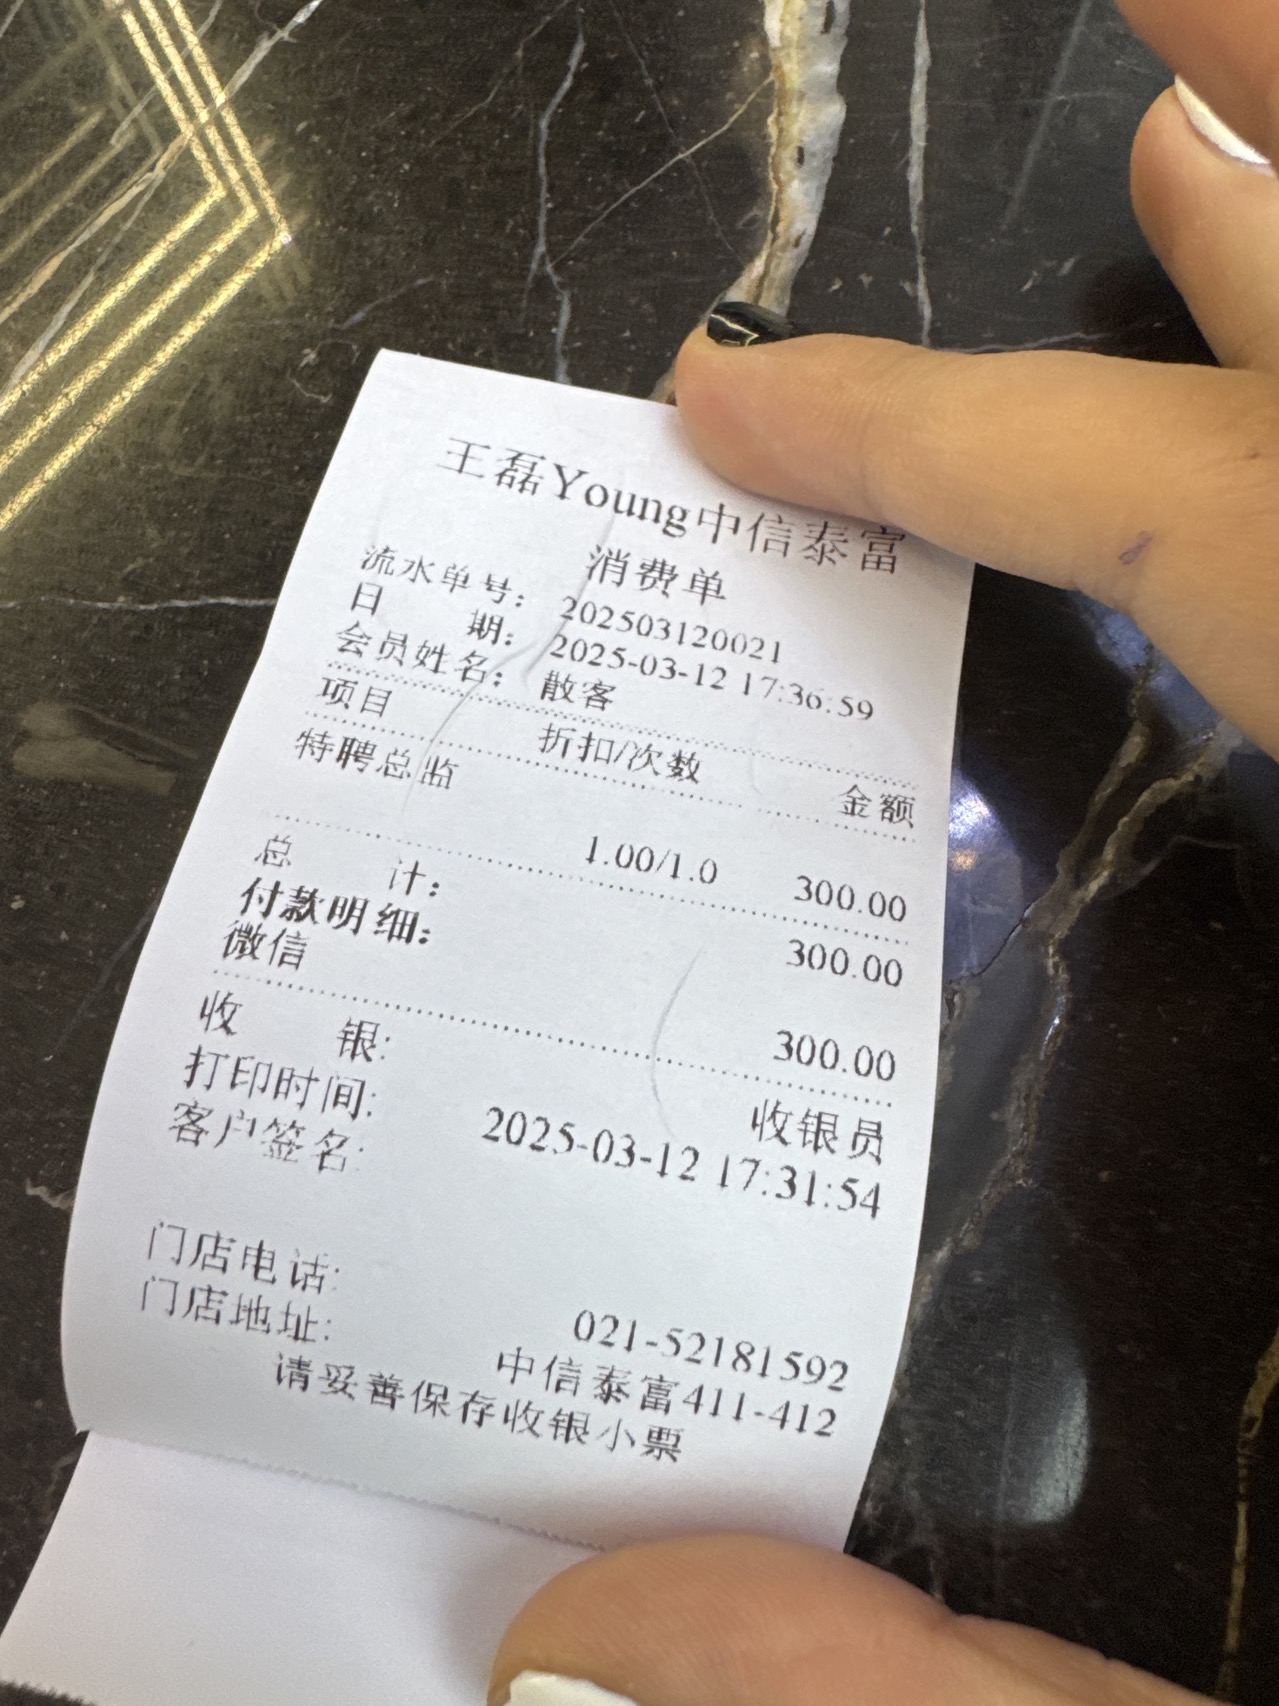 王磊Young中信泰富
消费单
流水单号: 202503120021
日 期: 2025-03-12 17:36:59
会员姓名: 散客
项目 折扣/次数 金额
特聘总监
1.00/1.0 300.00
总 计: 300.00
付款明细:
微信 300.00
收 银: 收银员
打印时间: 2025-03-12 17:31:54
客户签名:
门店电话: 021-52181592
门店地址: 中信泰富411-412
请妥善保存收银小票